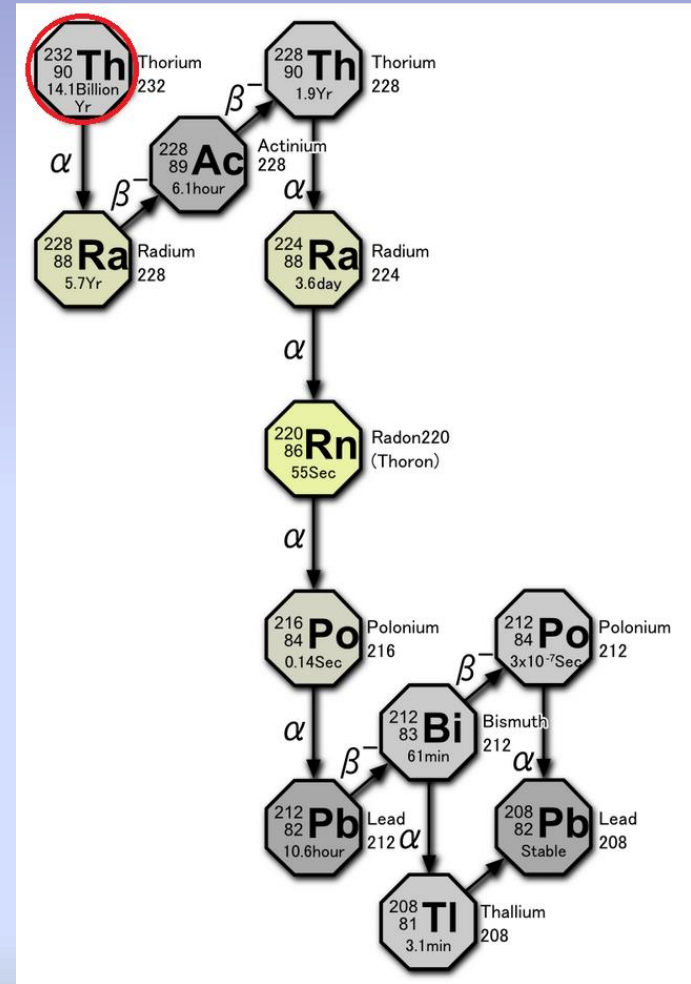 232
90 Th
14.1Billion
Yr
Thorium
232
α
228
88 Ra
5.7Yr
Radium
228
β⁻
228
89 Ac
6.1hour
Actinium
228
β⁻
228
90 Th
1.9Yr
Thorium
228
α
224
88 Ra
3.6day
Radium
224
α
220
86 Rn
55Sec
Radon220
(Thoron)
α
216
84 Po
0.14Sec
Polonium
216
α
212
82 Pb
10.6hour
Lead
212
β⁻
212
83 Bi
61min
Bismuth
212
β⁻
212
84 Po
3x10⁻⁷Sec
Polonium
212
α
α
208
81 Tl
3.1min
Thallium
208
208
82 Pb
Stable
Lead
208